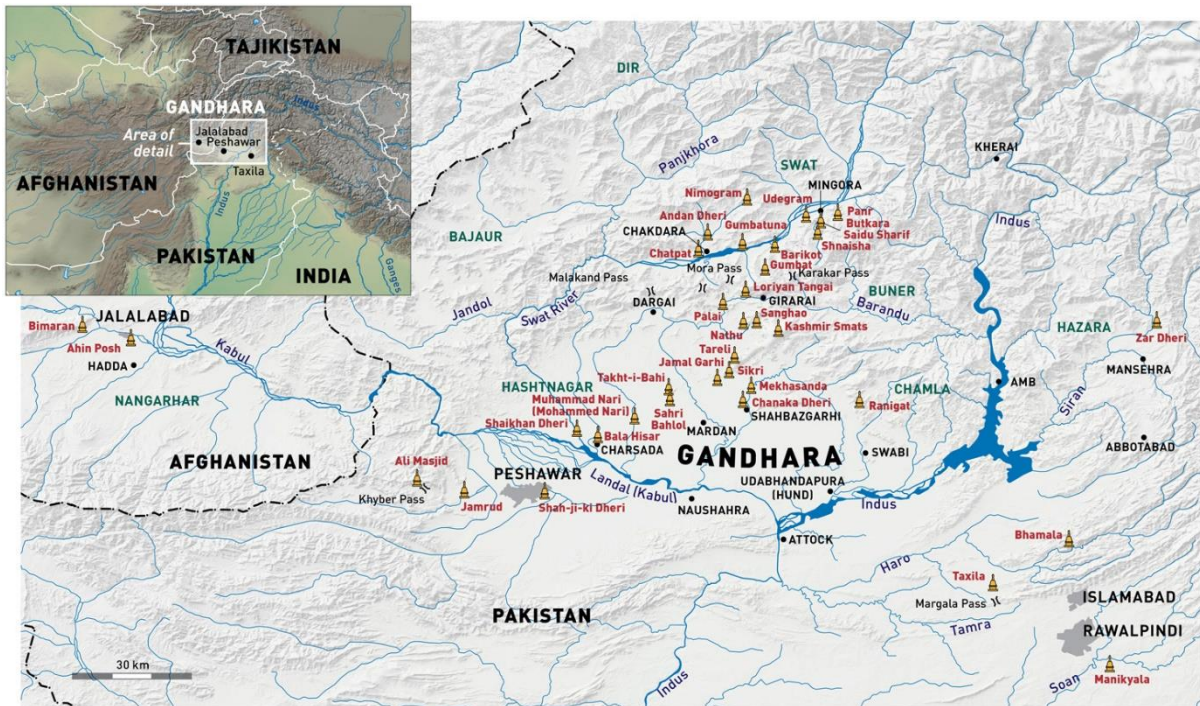 TAJIKISTAN
GANDHARA
Indus
Area of
detail
Jalalabad
Peshawar
Taxila
AFGHANISTAN
Indus
PAKISTAN
INDIA
Ganges
DIR
KHERAI
Panjkhora
SWAT
MINGORA
Nimogram
Udegram
Panr
Butkara
Saidu Sharif
Shnaisha
Indus
Andan Dheri
Gumbatuna
CHAKDARA
BAJAUR
Chatpat
Barikot
Gumbat
Mora Pass
Karakar Pass
Malakand Pass
Loriyan Tangai
BUNER
DARGAI
GIRARAI
Barandu
Jandol
Swat River
Palai
Sanghao
Nathu
Kashmir Smats
HAZARA
Zar Dheri
JALALABAD
Bimaran
Ahin Posh
HADDA
Kabul
NANGARHAR
Tareli
Jamal Garhi
Sikri
MANSEHRA
HASHTNAGAR
Takht-i-Bahi
Mekhasanda
CHAMLA
AMB
Siran
Muhammad Nari
(Mohammed Nari)
Sahri
Bahlol
Chanaka Dheri
SHAHBAZGARHI
Ranigat
Shaikhan Dheri
Bala Hisar
CHARSADA
MARDAN
ABBOTABAD
AFGHANISTAN
GANDHARA
SWABI
Ali Masjid
PESHAWAR
Khyber Pass
Jamrud
Shah-ji-ki Dheri
Landal (Kabul)
NAUSHAHRA
UDABHANDAPURA
(HUND)
Indus
ATTOCK
Bhamala
Haro
Taxila
Margala Pass
ISLAMABAD
PAKISTAN
Tamra
RAWALPINDI
30 km
Indus
Soan
Manikyala